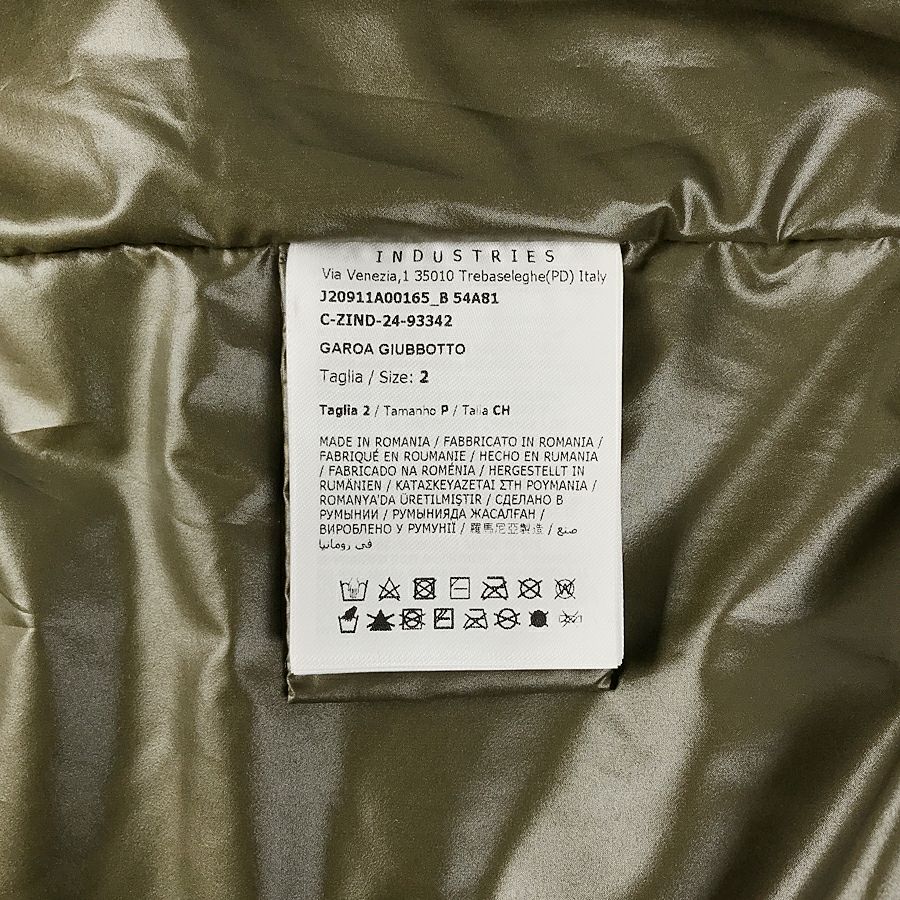 INDUSTRIES
Via Venezia,1 35010 Trebaseleghe(PD) Italy
J20911A00165_B 54A81
C-ZIND-24-93342
GAROA GIUBBOTTO
Taglia / Size: 2
Taglia 2 / Tamanho P / Talla CH
MADE IN ROMANIA / FABBRICATO IN ROMANIA /
FABRIQUÉ EN ROUMANIE / HECHO EN RUMANIA
/ FABRICADO NA ROMÉNIA / HERGESTELLT IN
RUMÄNIEN / ΚΑΤΑΣΚΕΥΑΖΕΤΑΙ ΣΤΗ ΡΟΥΜΑΝΙΑ /
ROMANYA'DA ÜRETILMIŞTIR / СДЕЛАНО В
РУМЫНИИ / РУМЫНИЯДА ЖАСАЛҒАН /
ВИРОБЛЕНО У РУМУНІЇ / 羅馬尼亞製造 / صنع
في رومانيا